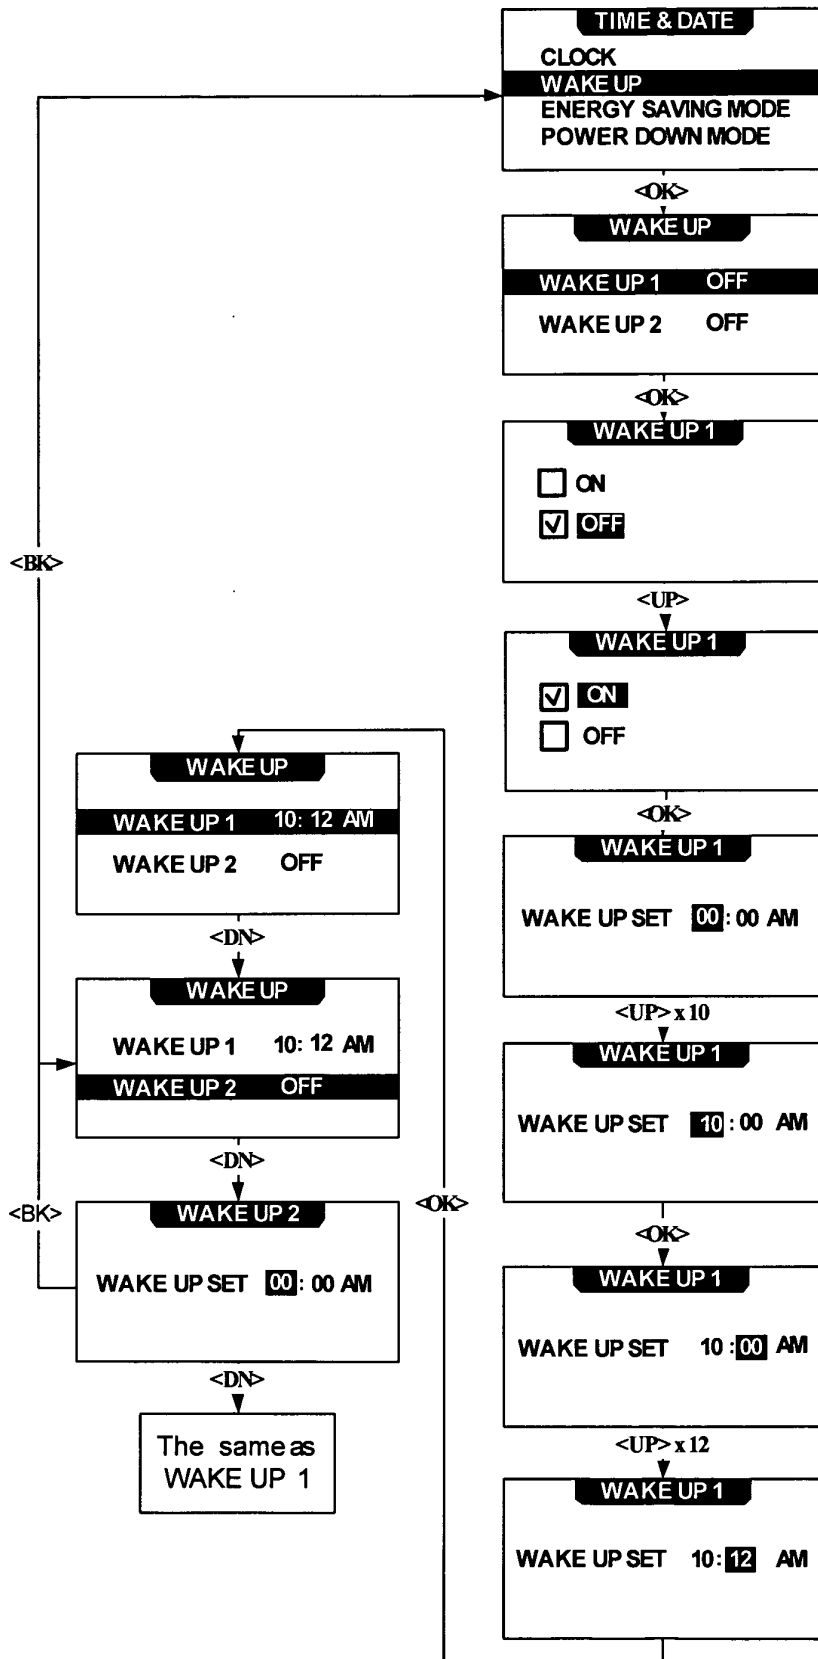 TIME & DATE
CLOCK
WAKE UP
ENERGY SAVING MODE
POWER DOWN MODE
<OK>
WAKE UP
WAKE UP 1 OFF
WAKE UP 2 OFF
<OK>
WAKE UP 1
ON
OFF
<UP>
WAKE UP 1
ON
OFF
<OK>
WAKE UP 1
WAKE UP SET 00:00 AM
<UP> x 10
WAKE UP 1
WAKE UP SET 10:00 AM
<OK>
WAKE UP 1
WAKE UP SET 10:00 AM
<UP> x 12
WAKE UP 1
WAKE UP SET 10:12 AM
<OK>
WAKE UP
WAKE UP 1 10:12 AM
WAKE UP 2 OFF
<DN>
WAKE UP
WAKE UP 1 10:12 AM
WAKE UP 2 OFF
<DN>
WAKE UP 2
WAKE UP SET 00:00 AM
<DN>
The same as
WAKE UP 1
<BK>
<BK>